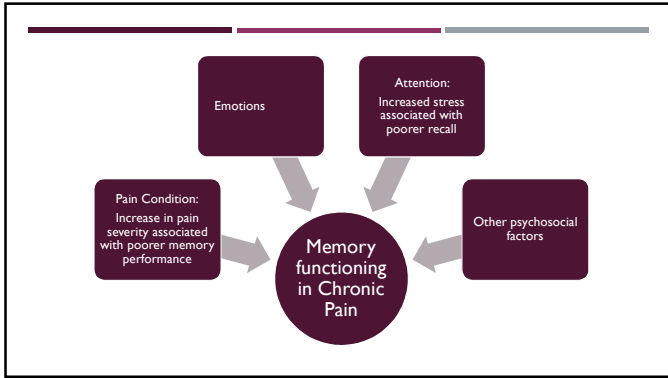 Emotions
Attention:
Increased stress
associated with
poorer recall
Pain Condition:
Increase in pain
severity associated
with poorer memory
performance
Other psychosocial
factors
Memory
functioning
in Chronic
Pain